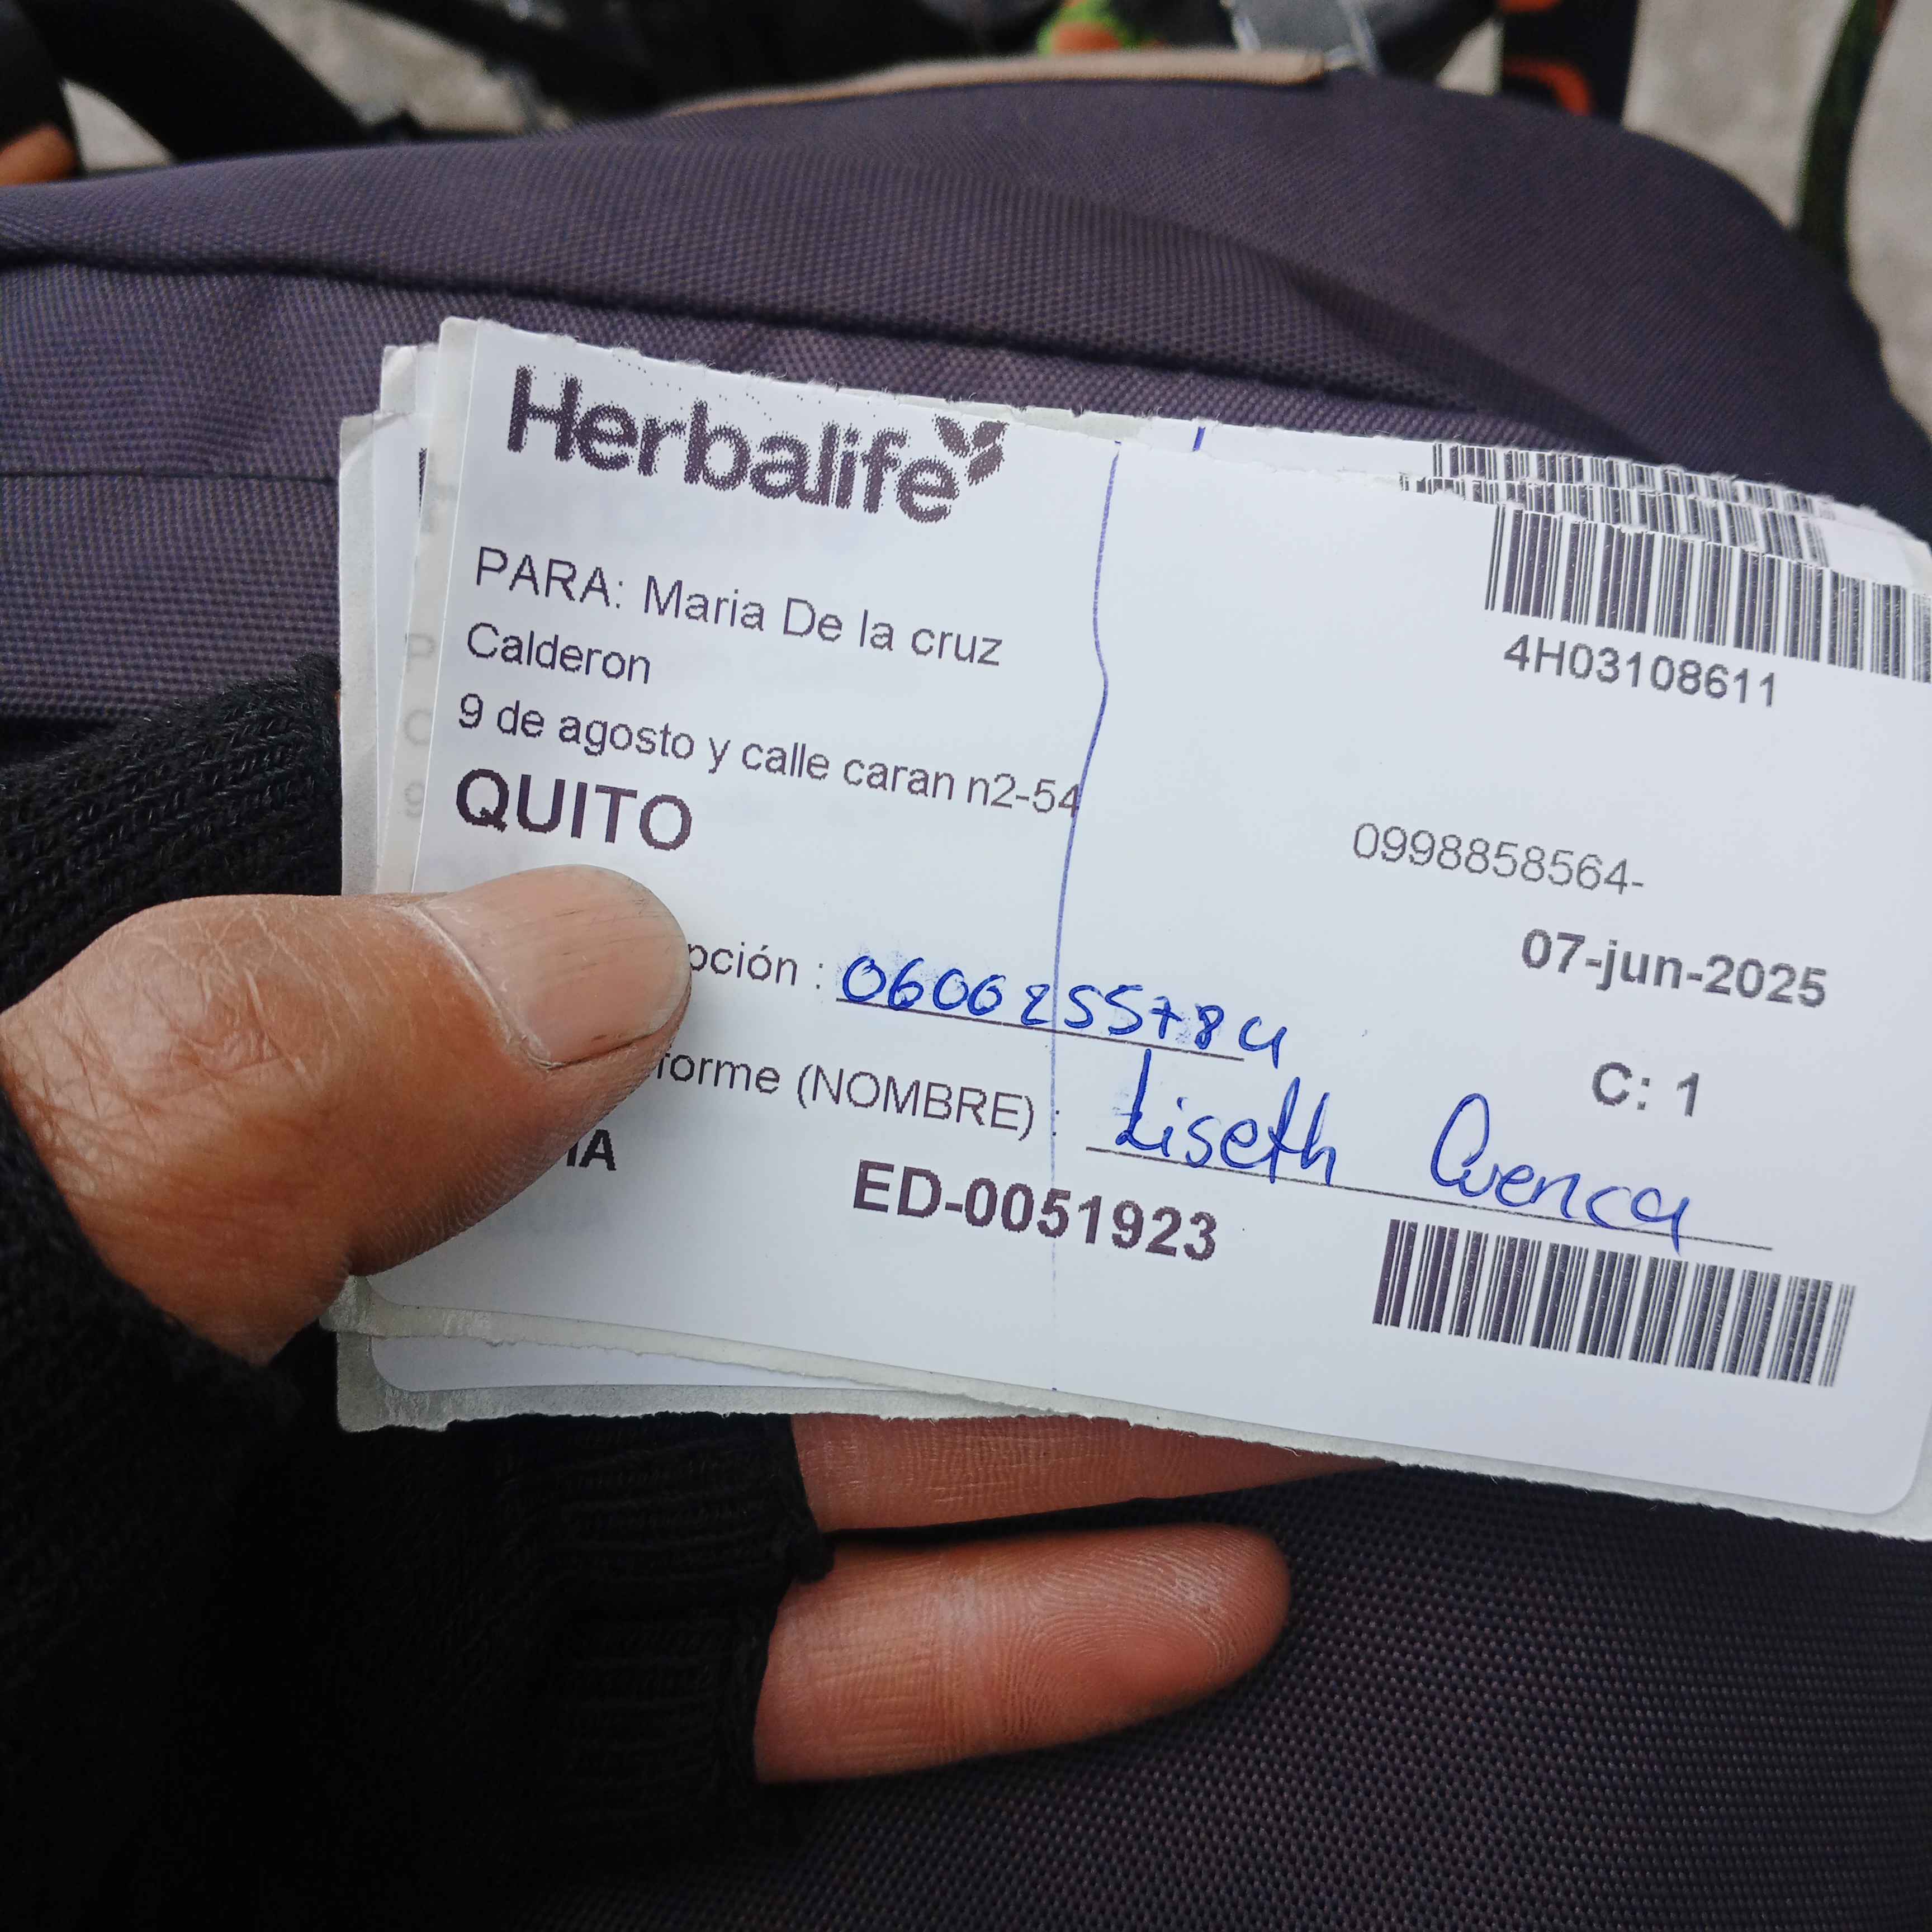 Herbalife
4H03108611
PARA: Maria De la cruz
Calderon
9 de agosto y calle caran n2-54
QUITO
0998858564-
07-jun-2025
pción : 0600255784
C: 1
forme (NOMBRE) : Liseth Cuenca
IA
ED-0051923